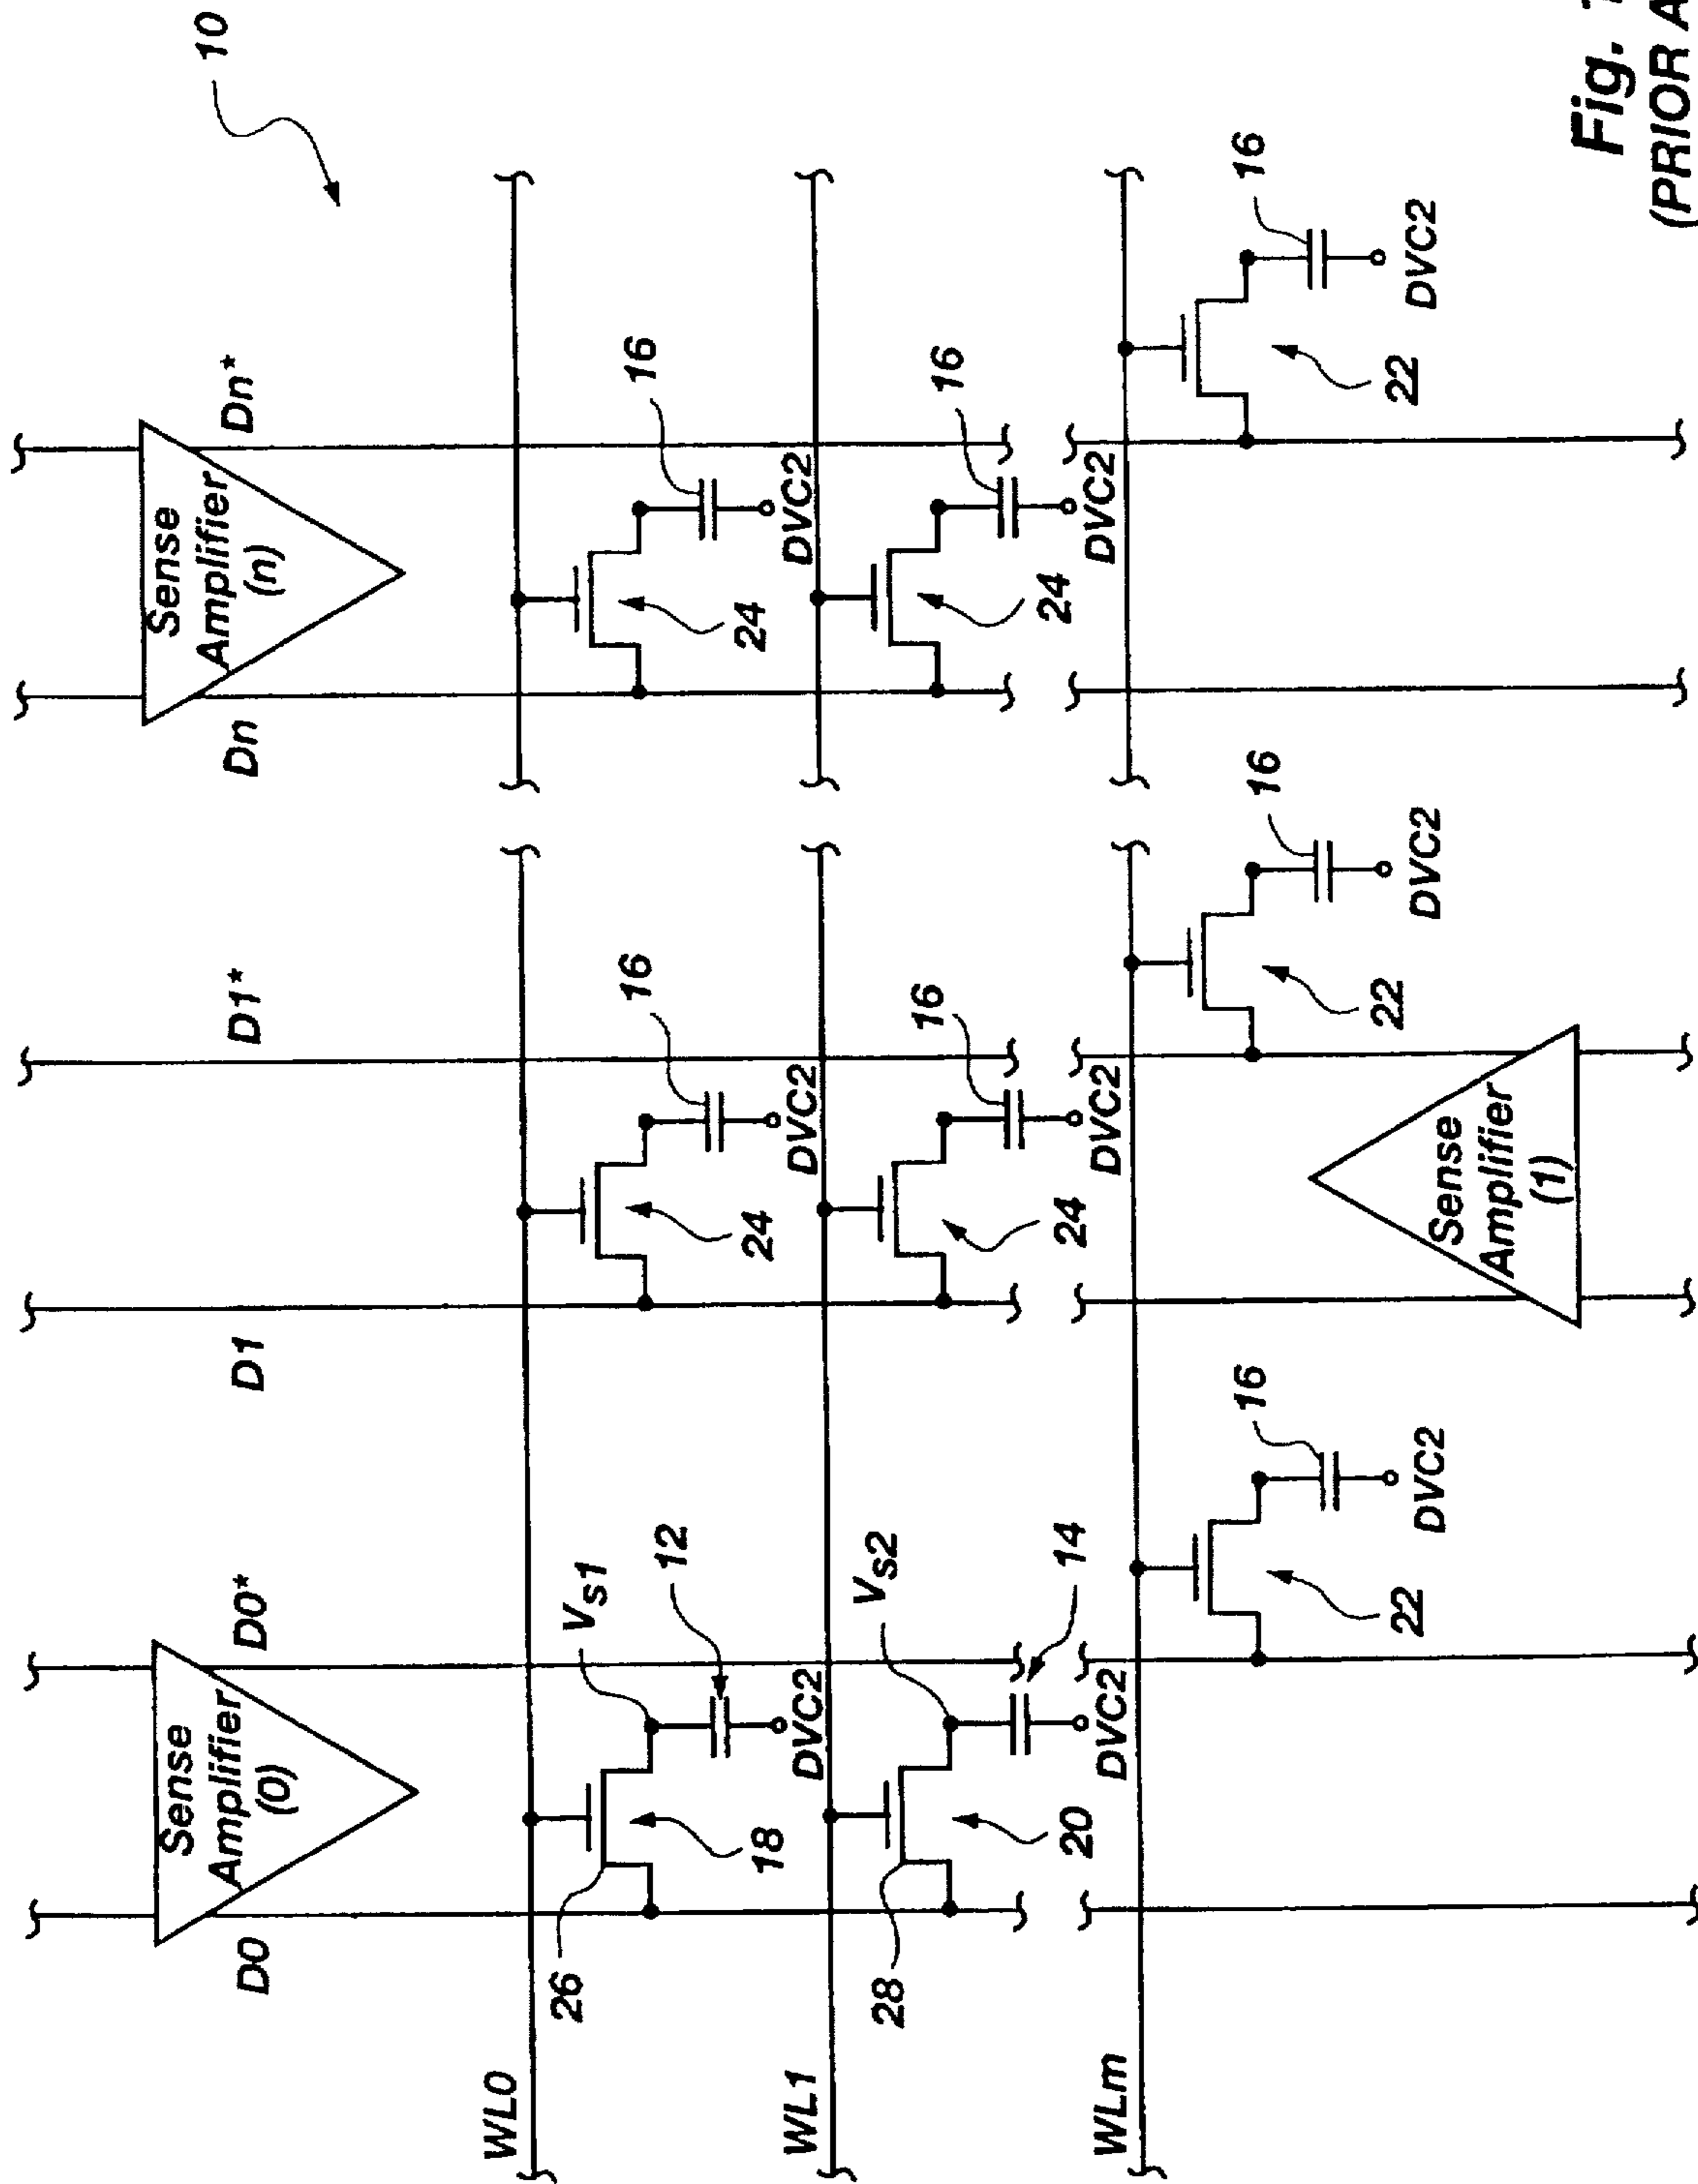 Sense
Amplifier
(0)
Sense
Amplifier
(n)
10
D0
D0*
D1
D1*
Dn
Dn*
WL0
26
Vs1
12
16
16
18
24
24
DVC2
DVC2
DVC2
WL1
28
Vs2
14
16
16
20
24
24
DVC2
DVC2
DVC2
WLm
16
16
16
22
22
22
DVC2
DVC2
DVC2
Sense
Amplifier
(1)
Fig.
(PRIOR